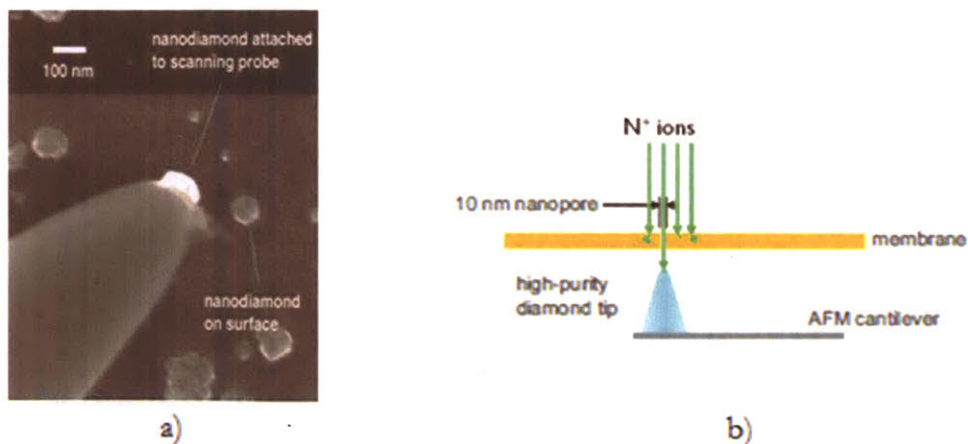 nanodiamond attached
to scanning probe
100 nm
nanodiamond
on surface
a)
N⁺ ions
10 nm nanopore
membrane
high-purity
diamond tip
AFM cantilever
b)